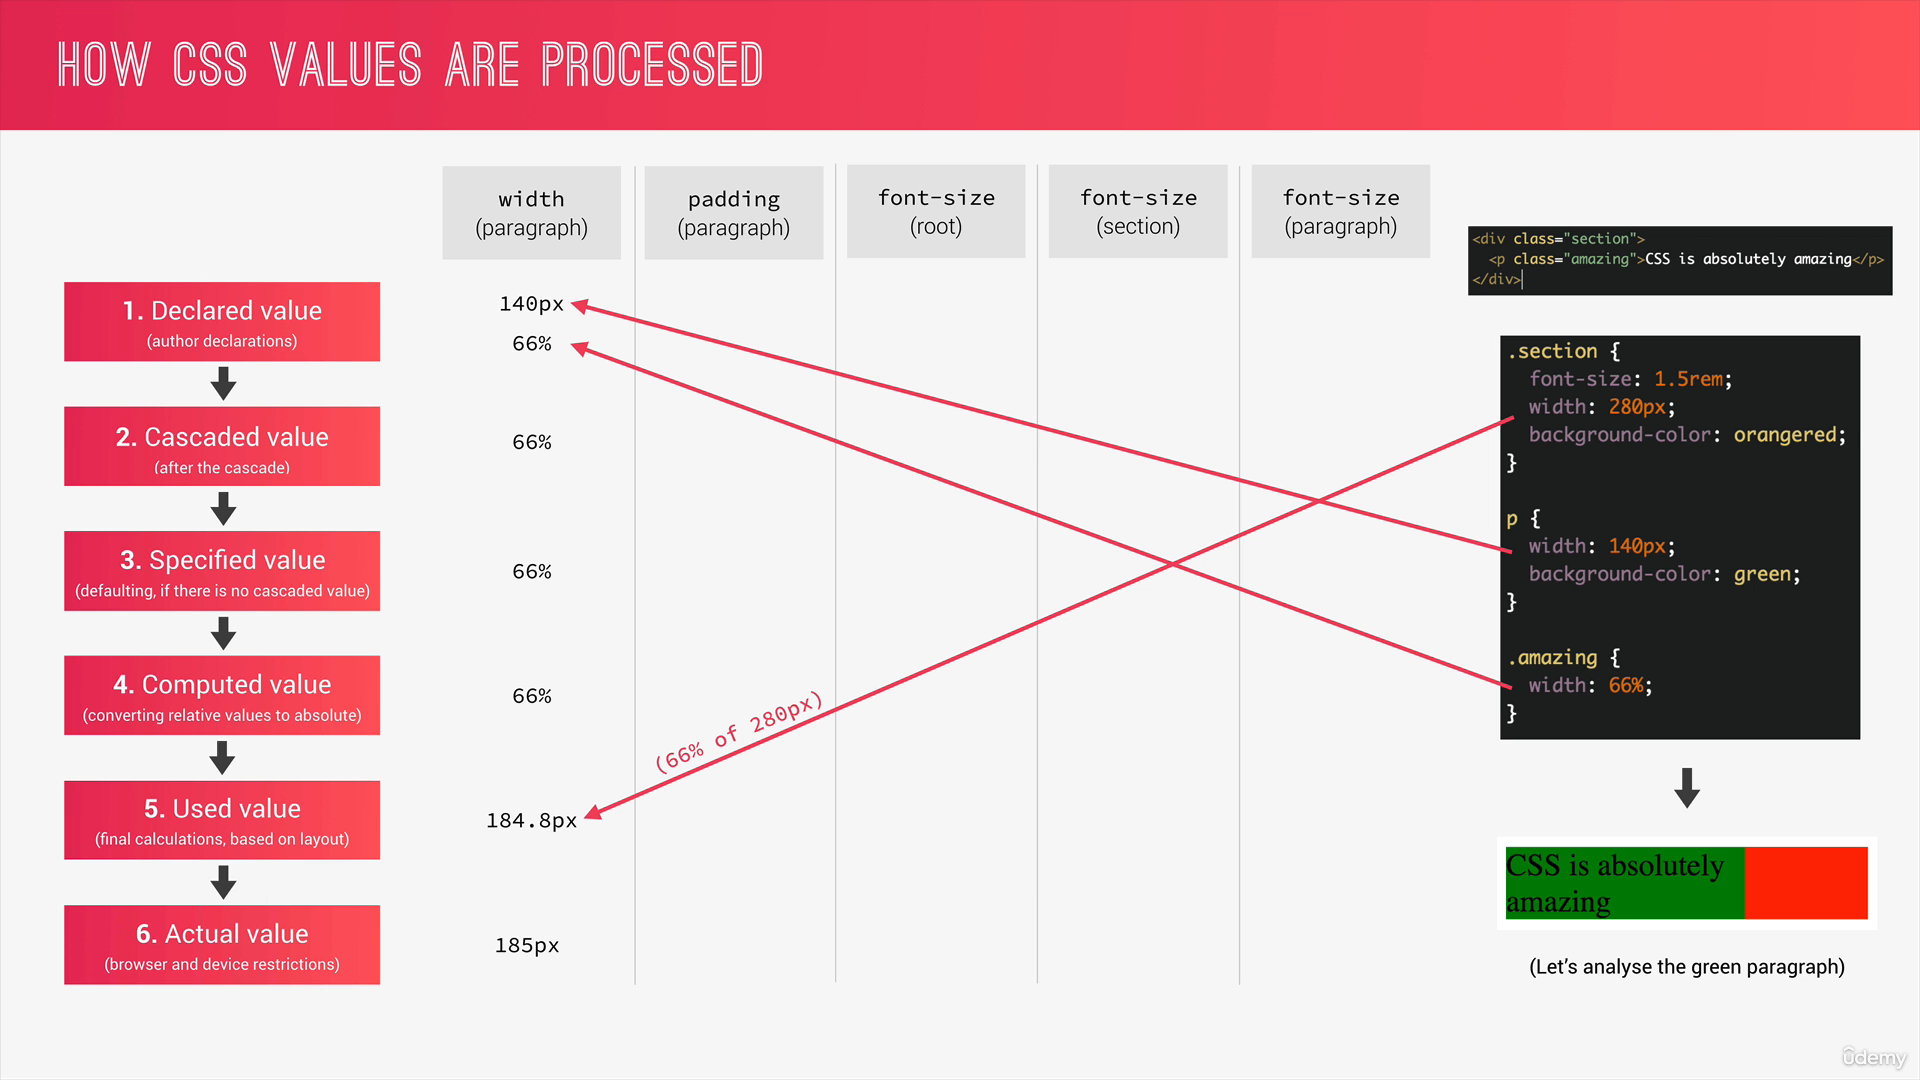 HOW CSS VALUES ARE PROCESSED
width
(paragraph)
padding
(paragraph)
font-size
(root)
font-size
(section)
font-size
(paragraph)
1. Declared value
(author declarations)
140px
66%
2. Cascaded value
(after the cascade)
66%
3. Specified value
(defaulting, if there is no cascaded value)
66%
4. Computed value
(converting relative values to absolute)
66%
(66% of 280px)
5. Used value
(final calculations, based on layout)
184.8px
6. Actual value
(browser and device restrictions)
185px
<div class="section">
<p class="amazing">CSS is absolutely amazing</p>
</div>
.section {
font-size: 1.5rem;
width: 280px;
background-color: orangered;
}
p {
width: 140px;
background-color: green;
}
.amazing {
width: 66%;
}
CSS is absolutely
amazing
(Let's analyse the green paragraph)
ûdemy